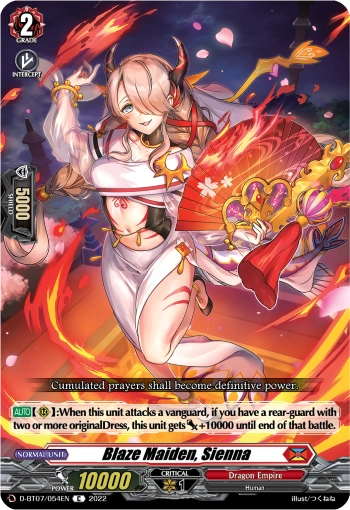 2
GRADE
INTERCEPT
5000
SHIELD
Cumulated prayers shall become definitive power.
AUTO【 】:When this unit attacks a vanguard, if you have a rear-guard with
two or more originalDress, this unit gets +10000 until end of that battle.
NORMAL UNIT
Blaze Maiden, Sienna
POWER 10000
CRITICAL
1
Dragon Empire
Human
D-BT07/054EN C 2022
illust/つくねね